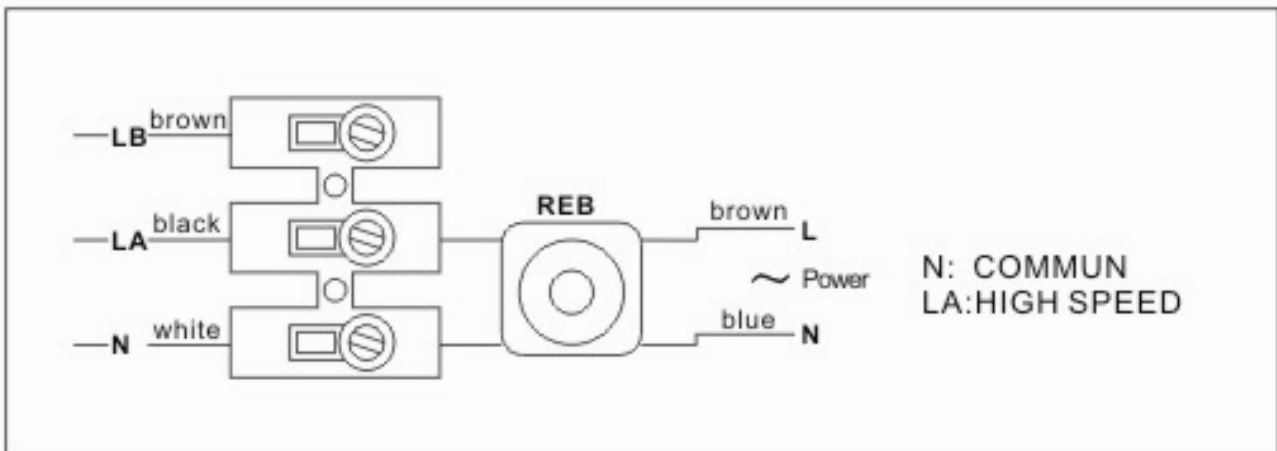 LB brown
LA black
N white
REB
brown L
~ Power
blue N
N: COMMUN
LA:HIGH SPEED